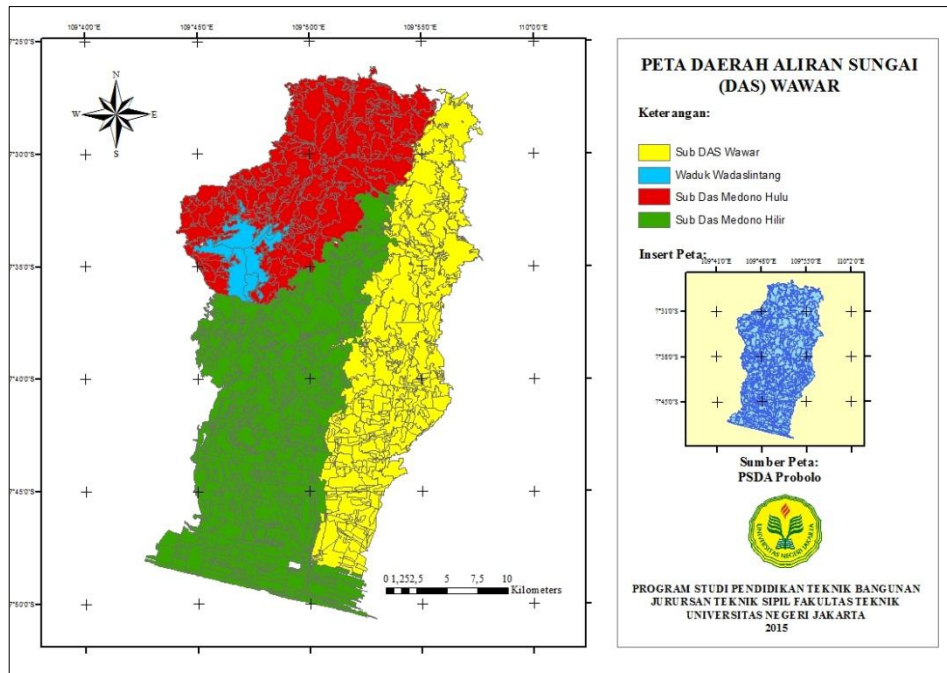 109°40'0"E 109°45'0"E 109°50'0"E 109°55'0"E 110°0'0"E
7°25'0"S
7°30'0"S
7°35'0"S
7°40'0"S
7°45'0"S
7°50'0"S
N
W E
S
0 1,252,5 5 7,5 10
Kilometers
PETA DAERAH ALIRAN SUNGAI
(DAS) WAWAR
Keterangan:
Sub DAS Wawar
Waduk Wadaslintang
Sub Das Medono Hulu
Sub Das Medono Hilir
Insert Peta:
Sumber Peta:
PSDA Probolo
UNIVERSITAS NEGERI JAKARTA
PROGRAM STUDI PENDIDIKAN TEKNIK BANGUNAN
JURURSAN TEKNIK SIPIL FAKULTAS TEKNIK
UNIVERSITAS NEGERI JAKARTA
2015